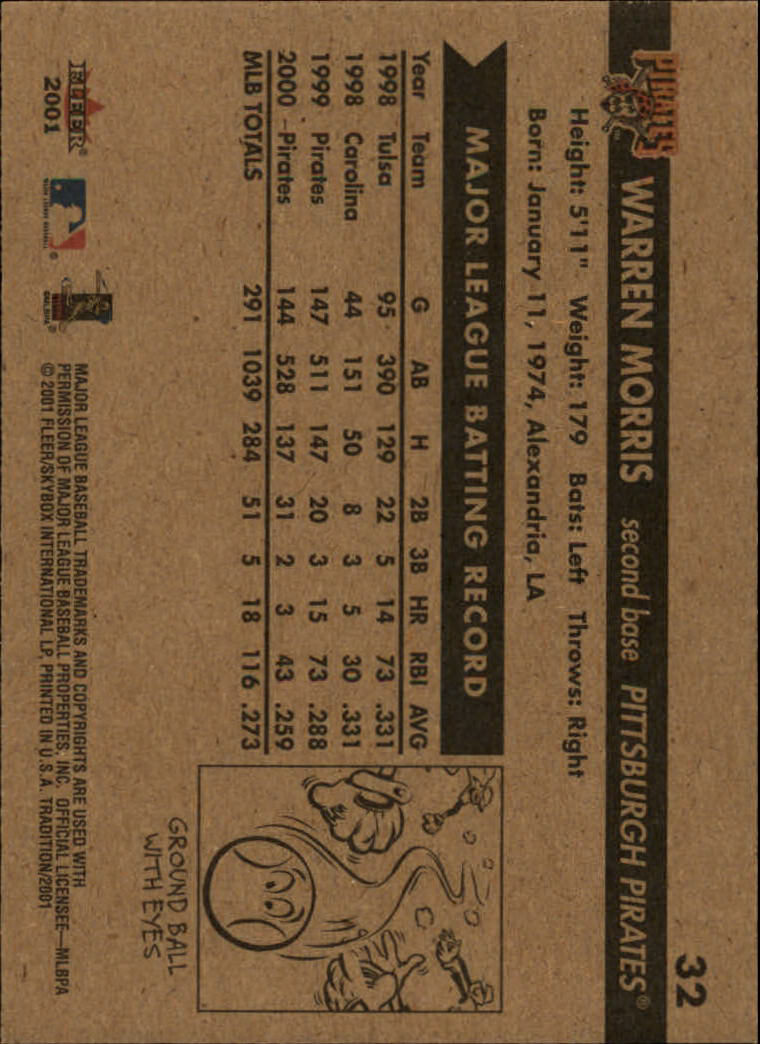 32
PIRATES
WARREN MORRIS second base PITTSBURGH PIRATES®
Height: 5'11" Weight: 179 Bats: Left Throws: Right
Born: January 11, 1974, Alexandria, LA
MAJOR LEAGUE BATTING RECORD
Year Team G AB H 2B 3B HR RBI AVG
1998 Tulsa 95 390 129 22 5 14 73 .331
1998 Carolina 44 151 50 8 3 5 30 .331
1999 Pirates 147 511 147 20 3 15 73 .288
2000 Pirates 144 528 137 31 2 3 43 .259
MLB TOTALS 291 1039 284 51 5 18 116 .273
GROUND BALL
WITH EYES
FLEER®
2001
MAJOR LEAGUE BASEBALL TRADEMARKS AND COPYRIGHTS ARE USED WITH
PERMISSION OF MAJOR LEAGUE BASEBALL PROPERTIES, INC. OFFICIAL LICENSEE—MLBPA
© 2001 FLEER/SKYBOX INTERNATIONAL LP, PRINTED IN U.S.A. TRADITION/2001